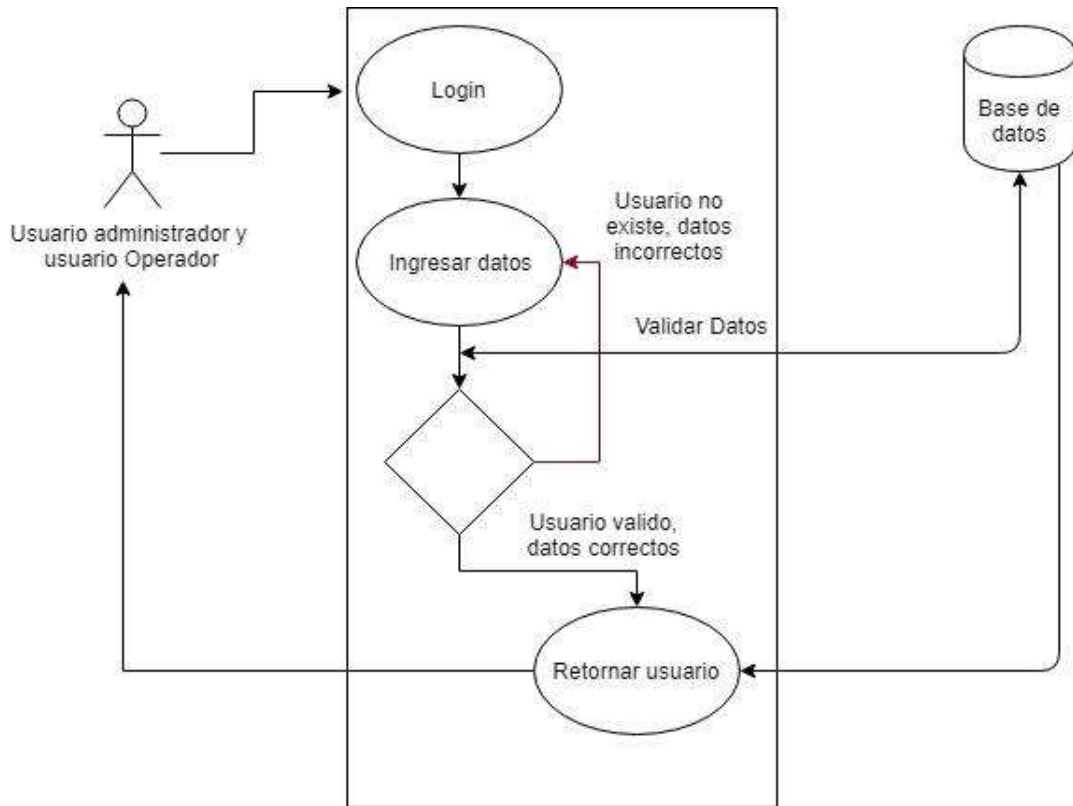 Login
Base de
datos
Usuario administrador y
usuario Operador
Usuario no
existe, datos
incorrectos
Ingresar datos
Validar Datos
Usuario valido,
datos correctos
Retornar usuario